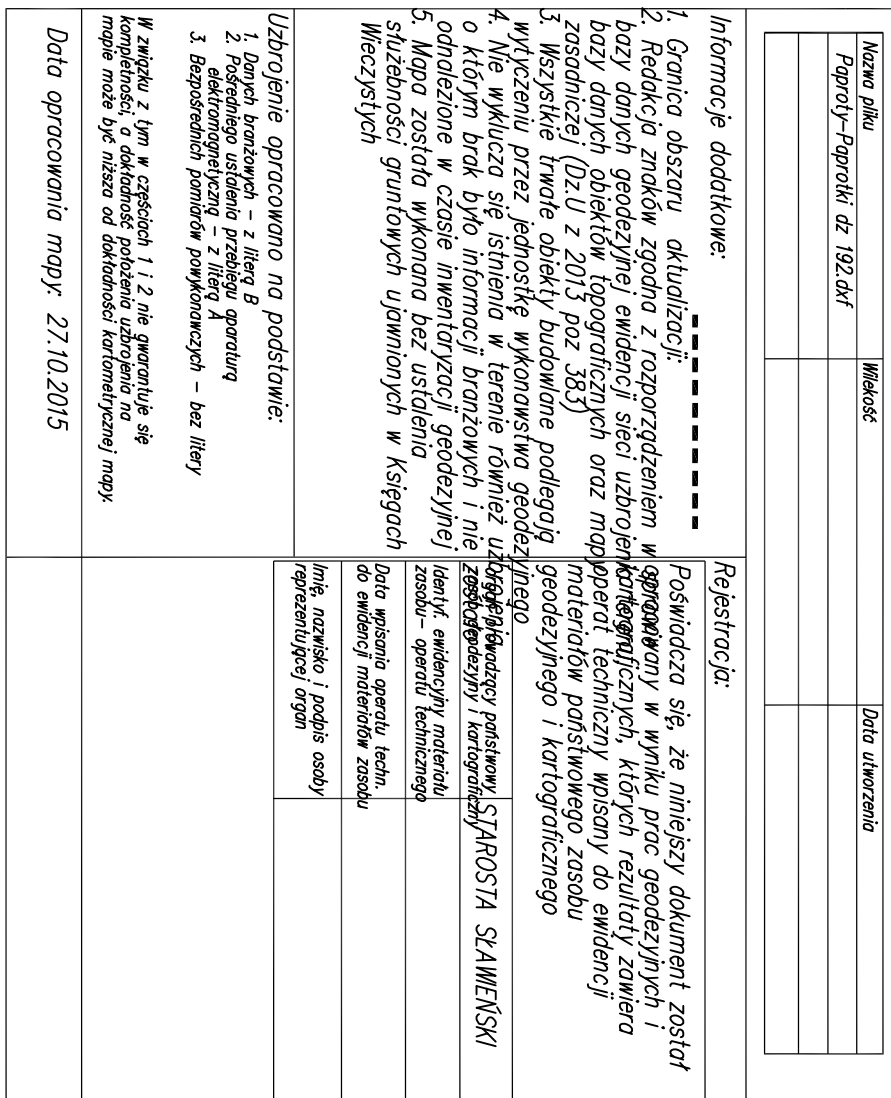 Nazwa pliku
Wilekość
Data utworzenia
Paproty-Paprotki dz 192.dxf
Informacje dodatkowe:
1. Granica obszaru aktualizacji:
2. Redakcja znaków zgodna z rozporządzeniem w sprawie
bazy danych geodezyjnej ewidencji sieci uzbrojenia terenu,
bazy danych obiektów topograficznych oraz mapy
zasadniczej (Dz.U z 2013 poz 383)
3. Wszystkie trwałe obiekty budowlane podlegają
wytyczeniu przez jednostkę wykonawstwa geodezyjnego
4. Nie wyklucza się istnienia w terenie również uzbrojenia
o którym brak było informacji branżowych i nie zostało
odnalezione w czasie inwentaryzacji geodezyjnej
5. Mapa została wykonana bez ustalenia
służebności gruntowych ujawnionych w Księgach
Wieczystych
Uzbrojenie opracowano na podstawie:
1. Danych branżowych - z literą B
2. Pośredniego ustalenia przebiegu aparaturą
elektromagnetyczną - z literą A
3. Bezpośrednich pomiarów powykonawczych - bez litery
W związku z tym w częściach 1 i 2 nie gwarantuje się
kompletności, a dokładność położenia uzbrojenia na
mapie może być niższa od dokładności kartometrycznej mapy.
Data opracowania mapy: 27.10.2015
Rejestracja:
Poświadcza się, że niniejszy dokument został
opracowany w wyniku prac geodezyjnych i
kartograficznych, których rezultaty zawiera
operat techniczny wpisany do ewidencji
materiałów państwowego zasobu
geodezyjnego i kartograficznego
Organ prowadzący państwowy
zasób geodezyjny i kartograficzny
STAROSTA SŁAWIEŃSKI
Identyf. ewidencyjny materiału
zasobu- operatu technicznego
Data wpisania operatu techn.
do ewidencji materiałów zasobu
Imię, nazwisko i podpis osoby
reprezentującej organ